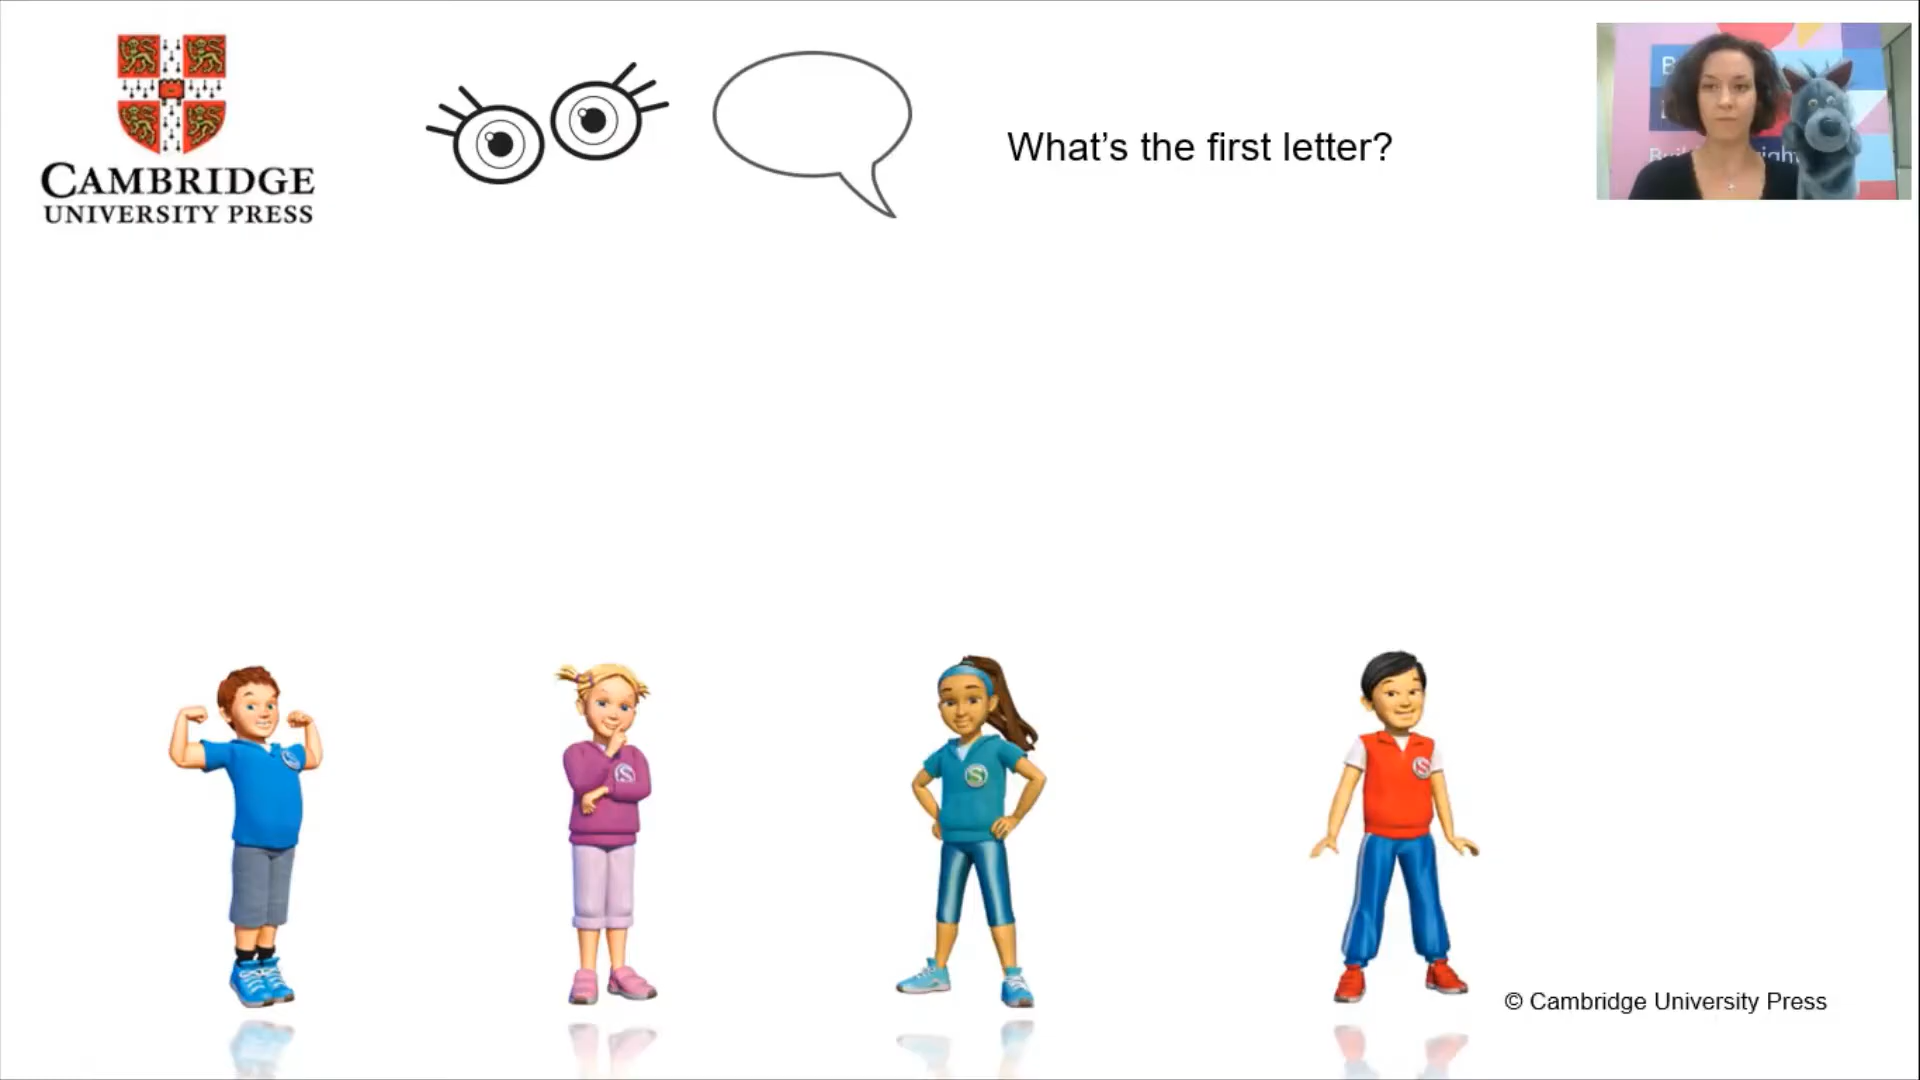 CAMBRIDGE
UNIVERSITY PRESS
What's the first letter?
S
S
S
© Cambridge University Press